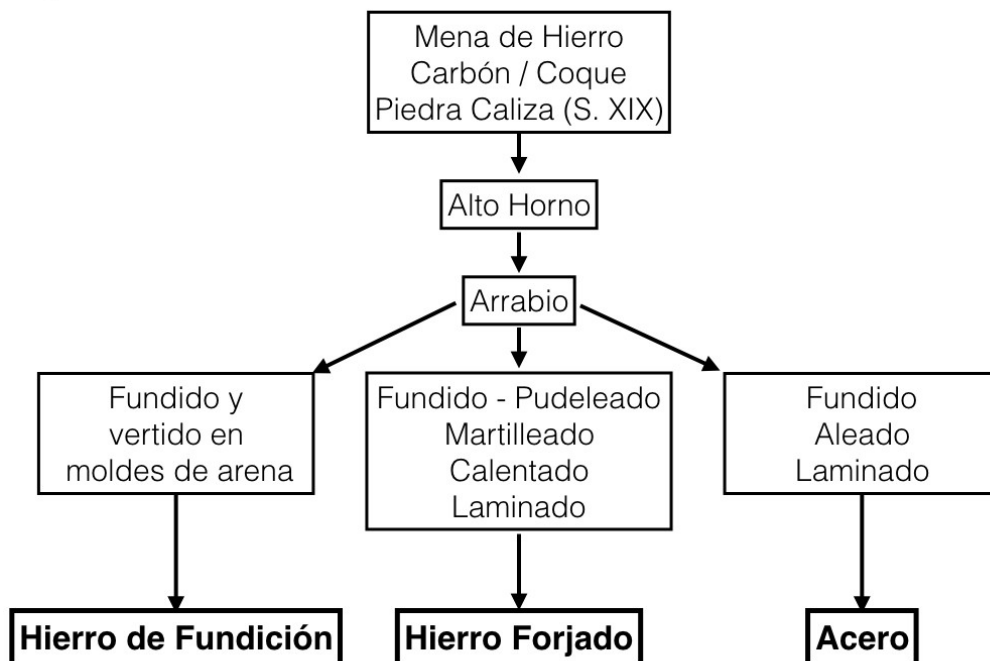 Mena de Hierro
Carbón / Coque
Piedra Caliza (S. XIX)
Alto Horno
Arrabio
Fundido y
vertido en
moldes de arena
Fundido - Pudeleado
Martilleado
Calentado
Laminado
Fundido
Aleado
Laminado
Hierro de Fundición
Hierro Forjado
Acero